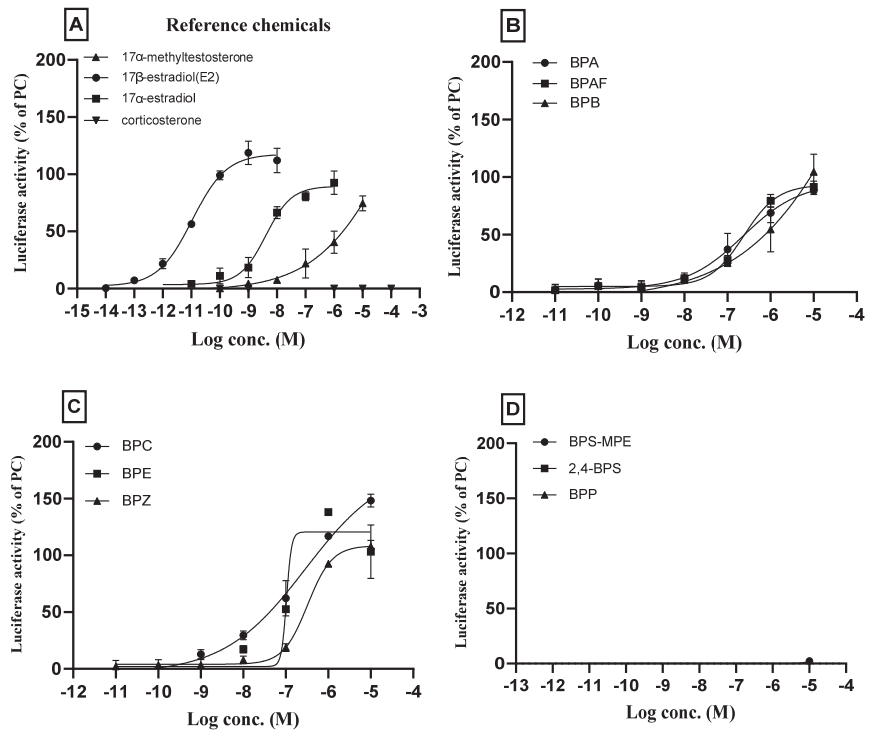 A
Reference chemicals
17α-methyltestosterone
17β-estradiol(E2)
17α-estradiol
corticosterone
Luciferase activity (% of PC)
200
150
100
50
0
-15 -14 -13 -12 -11 -10 -9 -8 -7 -6 -5 -4 -3
Log conc. (M)
B
BPA
BPAF
BPB
Luciferase activity (% of PC)
200
150
100
50
0
-12 -11 -10 -9 -8 -7 -6 -5 -4
Log conc. (M)
C
BPC
BPE
BPZ
Luciferase activity (% of PC)
200
150
100
50
0
-12 -11 -10 -9 -8 -7 -6 -5 -4
Log conc. (M)
D
BPS-MPE
2,4-BPS
BPP
Luciferase activity (% of PC)
200
150
100
50
0
-13 -12 -11 -10 -9 -8 -7 -6 -5 -4
Log conc. (M)